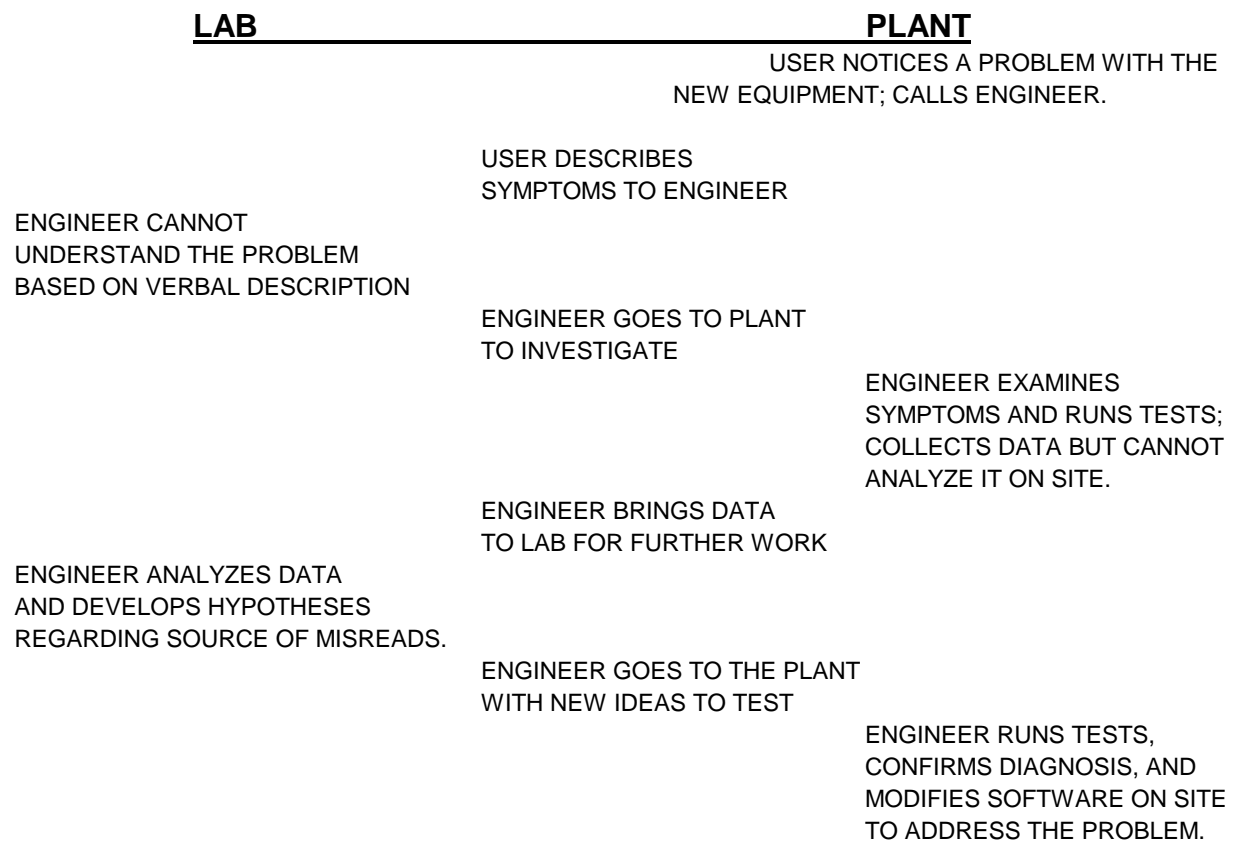 LAB PLANT
USER NOTICES A PROBLEM WITH THE
NEW EQUIPMENT; CALLS ENGINEER.
USER DESCRIBES
SYMPTOMS TO ENGINEER
ENGINEER CANNOT
UNDERSTAND THE PROBLEM
BASED ON VERBAL DESCRIPTION
ENGINEER GOES TO PLANT
TO INVESTIGATE
ENGINEER EXAMINES
SYMPTOMS AND RUNS TESTS;
COLLECTS DATA BUT CANNOT
ANALYZE IT ON SITE.
ENGINEER BRINGS DATA
TO LAB FOR FURTHER WORK
ENGINEER ANALYZES DATA
AND DEVELOPS HYPOTHESES
REGARDING SOURCE OF MISREADS.
ENGINEER GOES TO THE PLANT
WITH NEW IDEAS TO TEST
ENGINEER RUNS TESTS,
CONFIRMS DIAGNOSIS, AND
MODIFIES SOFTWARE ON SITE
TO ADDRESS THE PROBLEM.